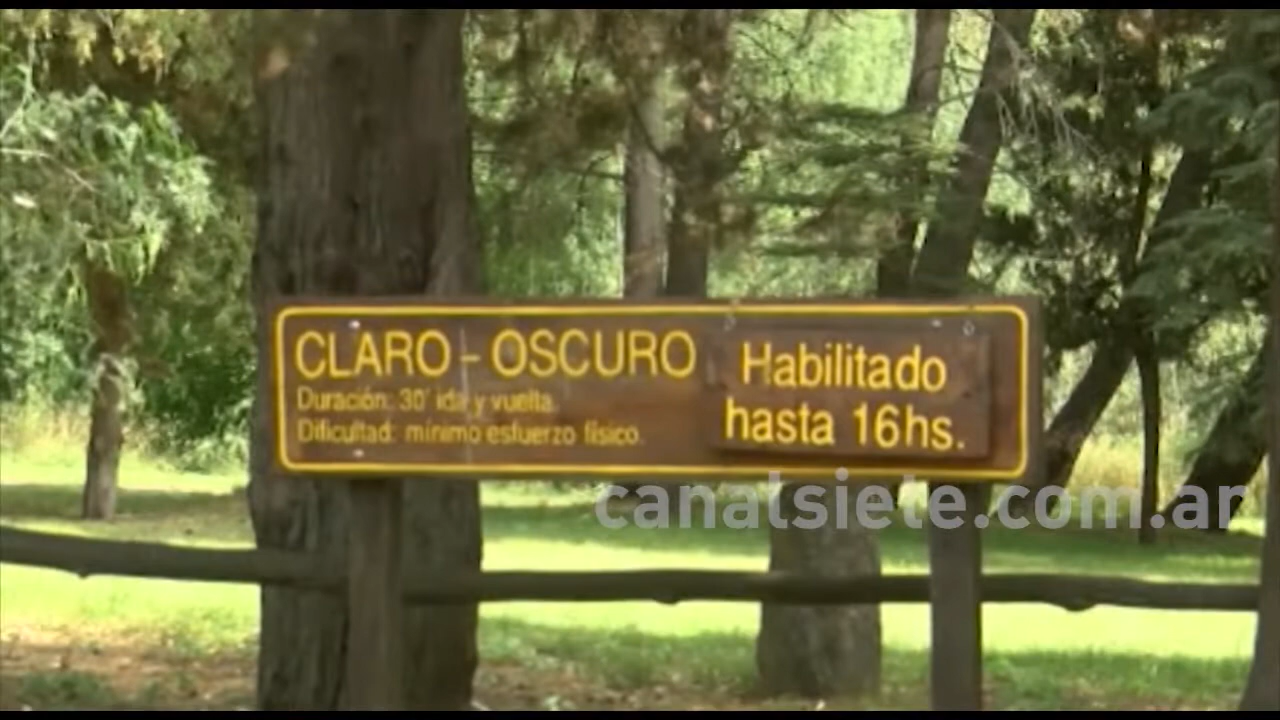 CLARO - OSCURO
Duración: 30' ida y vuelta.
Dificultad: mínimo esfuerzo físico.
Habilitado
hasta 16hs.
canalsiete.com.ar